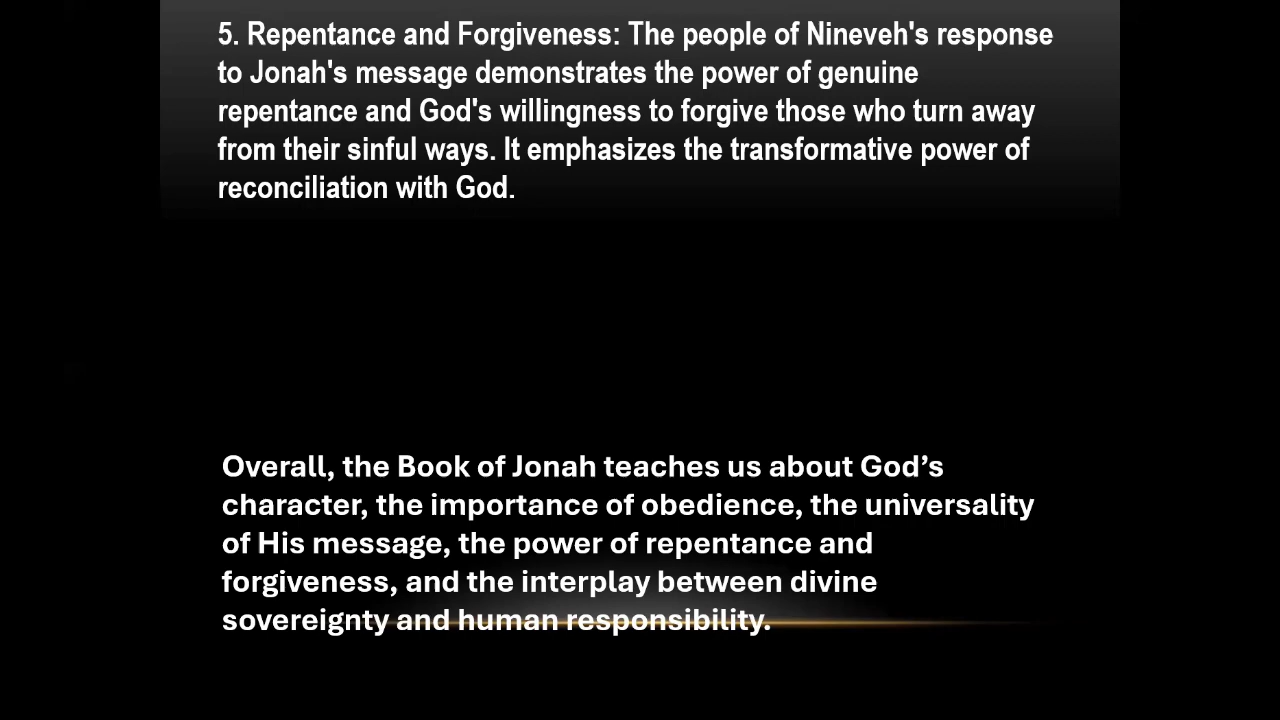 5. Repentance and Forgiveness: The people of Nineveh's response
to Jonah's message demonstrates the power of genuine
repentance and God's willingness to forgive those who turn away
from their sinful ways. It emphasizes the transformative power of
reconciliation with God.
Overall, the Book of Jonah teaches us about God’s
character, the importance of obedience, the universality
of His message, the power of repentance and
forgiveness, and the interplay between divine
sovereignty and human responsibility.